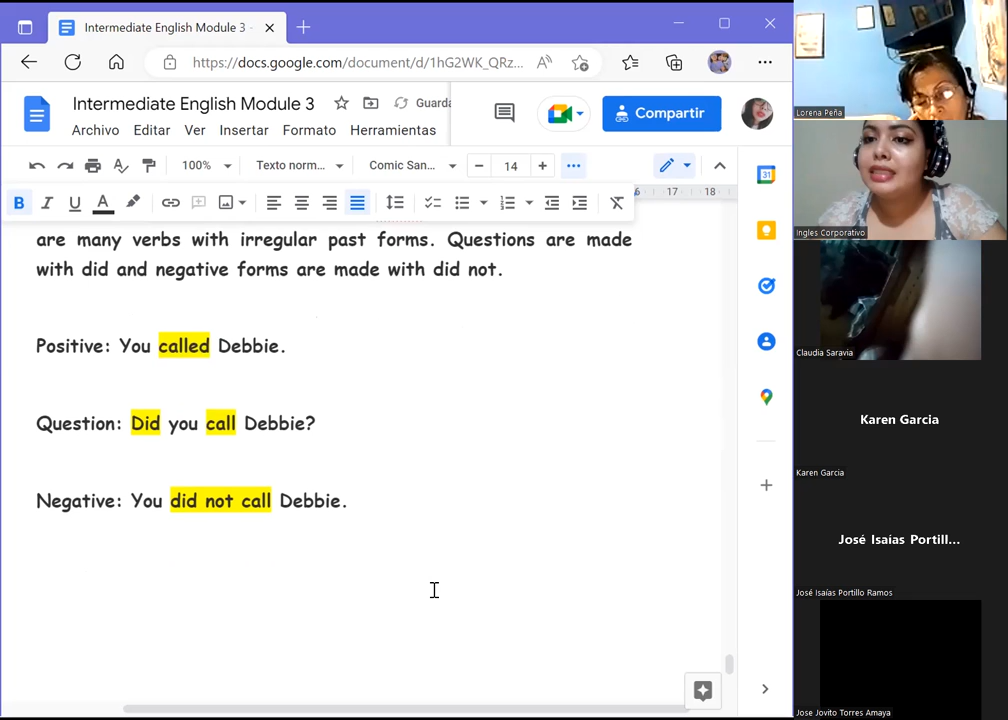 Intermediate English Module 3 -
https://docs.google.com/document/d/1hG2WK_QRz...
Intermediate English Module 3
Guarda
Compartir
Archivo Editar Ver Insertar Formato Herramientas
100% Texto norm... Comic San... 14
17 18
are many verbs with irregular past forms. Questions are made
with did and negative forms are made with did not.
Positive: You called Debbie.
Question: Did you call Debbie?
Negative: You did not call Debbie.
Lorena Peña
Ingles Corporativo
Claudia Saravia
Karen Garcia
Karen Garcia
José Isaías Portill...
José Isaías Portillo Ramos
Jose Jovito Torres Amaya